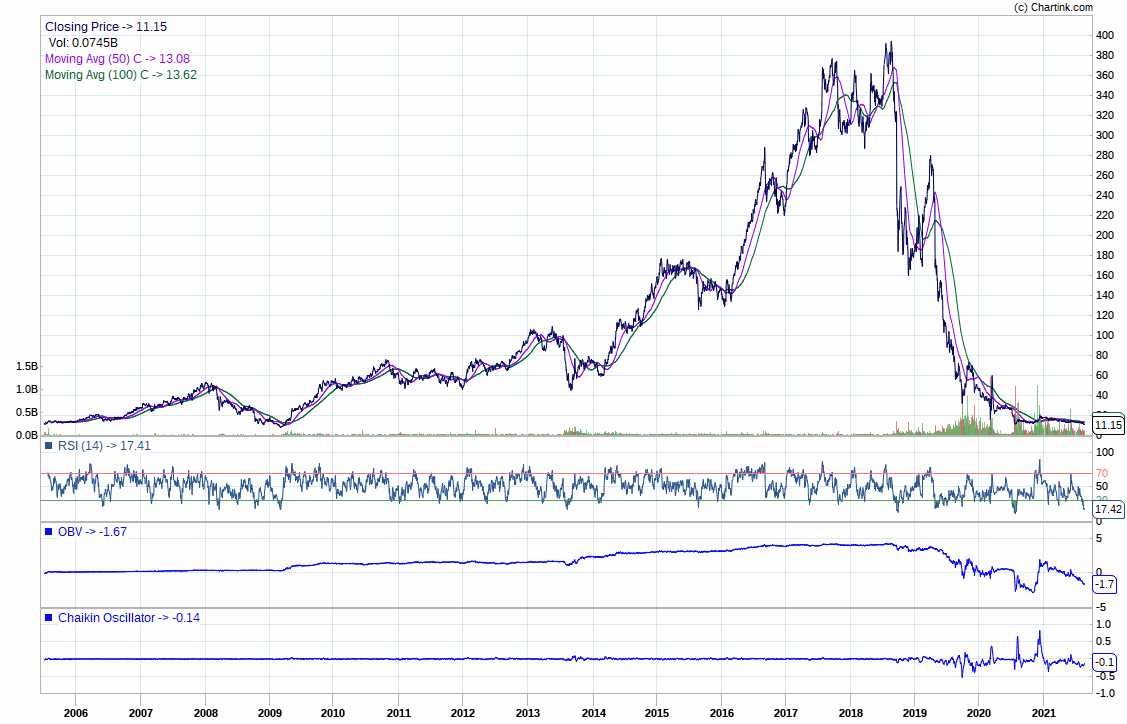 (c) Chartink.com
Closing Price -> 11.15
Vol: 0.0745B
Moving Avg (50) C -> 13.08
Moving Avg (100) C -> 13.62
400
380
360
340
320
300
280
260
240
220
200
180
160
140
120
100
80
60
40
11.15
0
1.5B
1.0B
0.5B
0.0B
RSI (14) -> 17.41
100
70
50
17.42
0
OBV -> -1.67
5
0
-1.7
-5
Chaikin Oscillator -> -0.14
1.0
0.5
-0.1
-0.5
-1.0
2006 2007 2008 2009 2010 2011 2012 2013 2014 2015 2016 2017 2018 2019 2020 2021